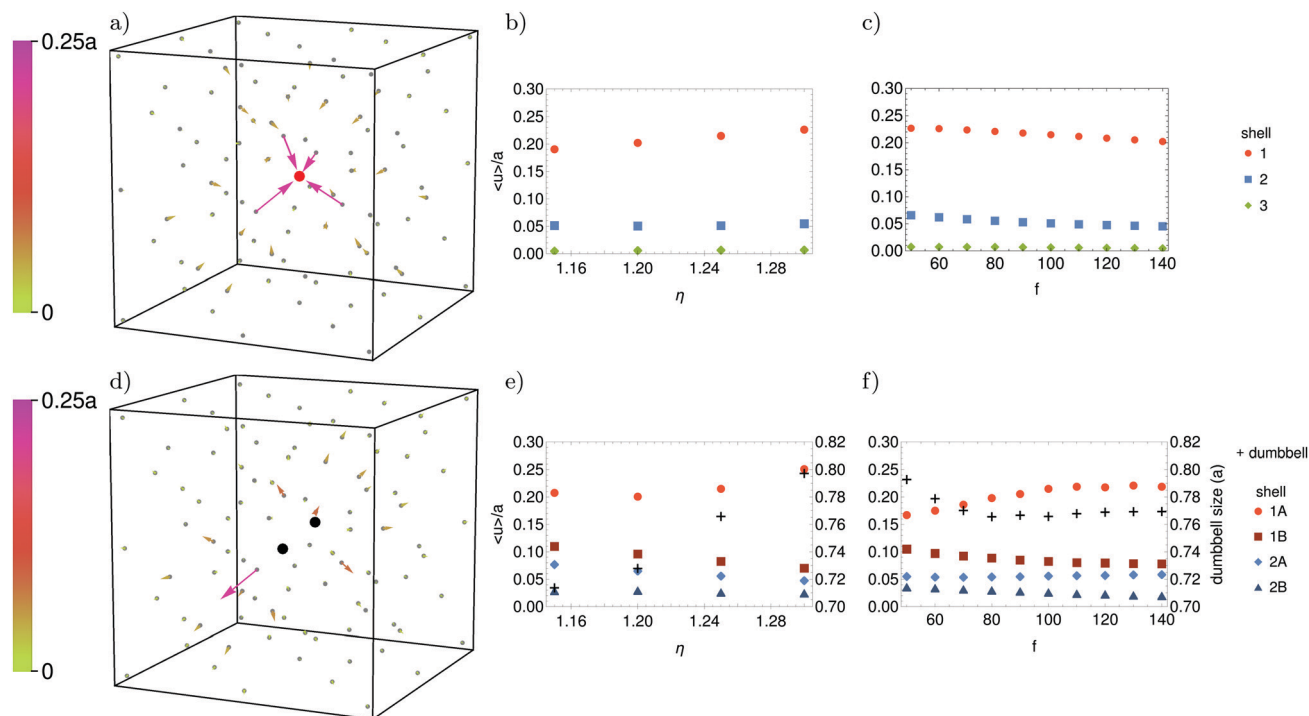 a)
0.25a
0
b)
<u>/a
0.30
0.25
0.20
0.15
0.10
0.05
0.00
1.16 1.20 1.24 1.28
η
c)
0.30
0.25
0.20
0.15
0.10
0.05
0.00
60 80 100 120 140
f
shell
1
2
3
d)
0.25a
0
e)
<u>/a
0.30
0.25
0.20
0.15
0.10
0.05
0.00
1.16 1.20 1.24 1.28
η
0.82
0.80
0.78
0.76
0.74
0.72
0.70
f)
0.30
0.25
0.20
0.15
0.10
0.05
0.00
60 80 100 120 140
f
0.82
0.80
0.78
0.76
0.74
0.72
0.70
dumbbell size (a)
+ dumbbell
shell
1A
1B
2A
2B